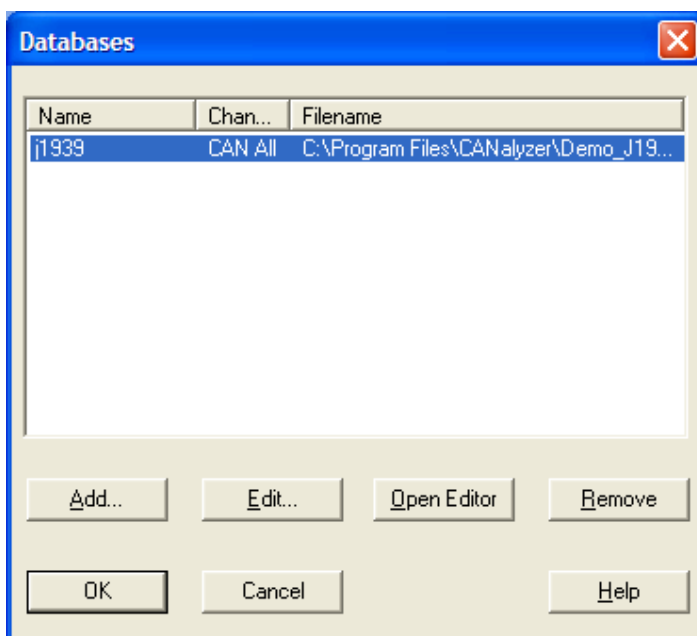 Databases
Name Chan... Filename
j1939 CAN All C:\Program Files\CANalyzer\Demo_J19...
Add... Edit... Open Editor Remove
OK Cancel Help